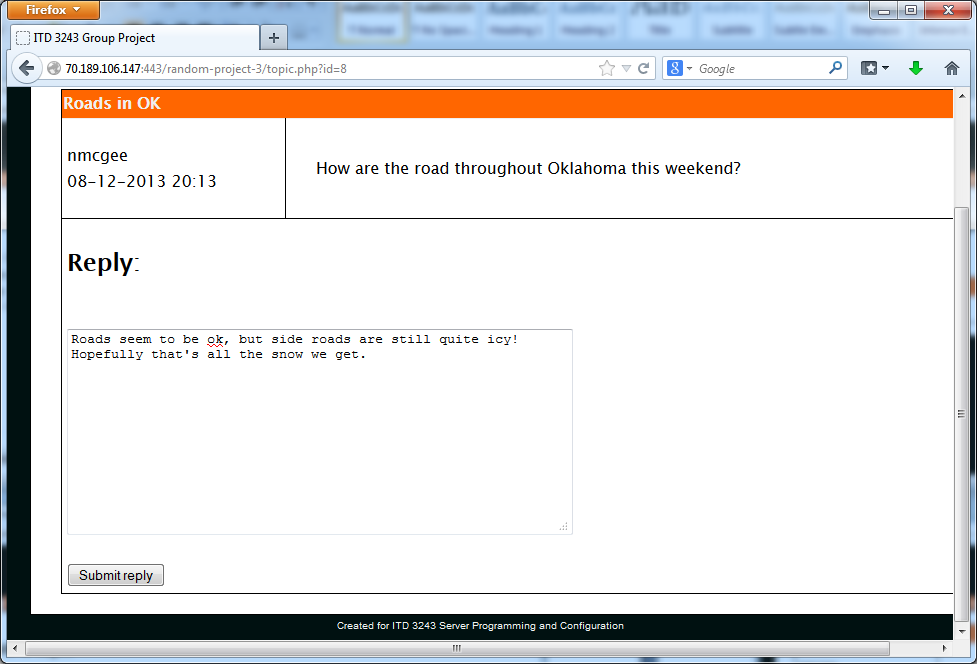 Firefox
ITD 3243 Group Project
70.189.106.147:443/random-project-3/topic.php?id=8
Google
Roads in OK
nmcgee
08-12-2013 20:13
How are the road throughout Oklahoma this weekend?
Reply:
Roads seem to be ok, but side roads are still quite icy!
Hopefully that's all the snow we get.
Submit reply
Created for ITD 3243 Server Programming and Configuration